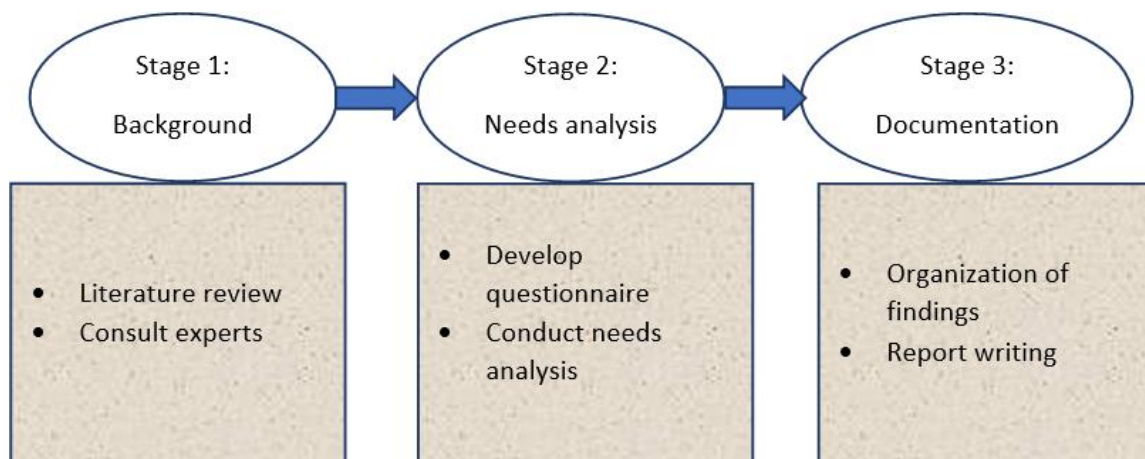 Stage 1:
Background
Stage 2:
Needs analysis
Stage 3:
Documentation
• Literature review
• Consult experts
• Develop
questionnaire
• Conduct needs
analysis
• Organization of
findings
• Report writing